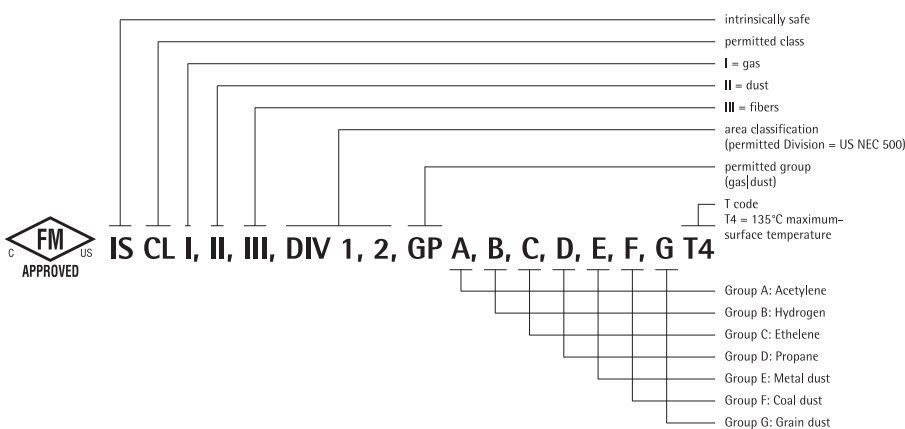 intrinsically safe
permitted class
I = gas
II = dust
III = fibers
area classification
(permitted Division = US NEC 500)
permitted group
(gas|dust)
T code
T4 = 135°C maximum-
surface temperature
FM
C US
APPROVED
IS CL I, II, III, DIV 1, 2, GP A, B, C, D, E, F, G T4
Group A: Acetylene
Group B: Hydrogen
Group C: Ethelene
Group D: Propane
Group E: Metal dust
Group F: Coal dust
Group G: Grain dust